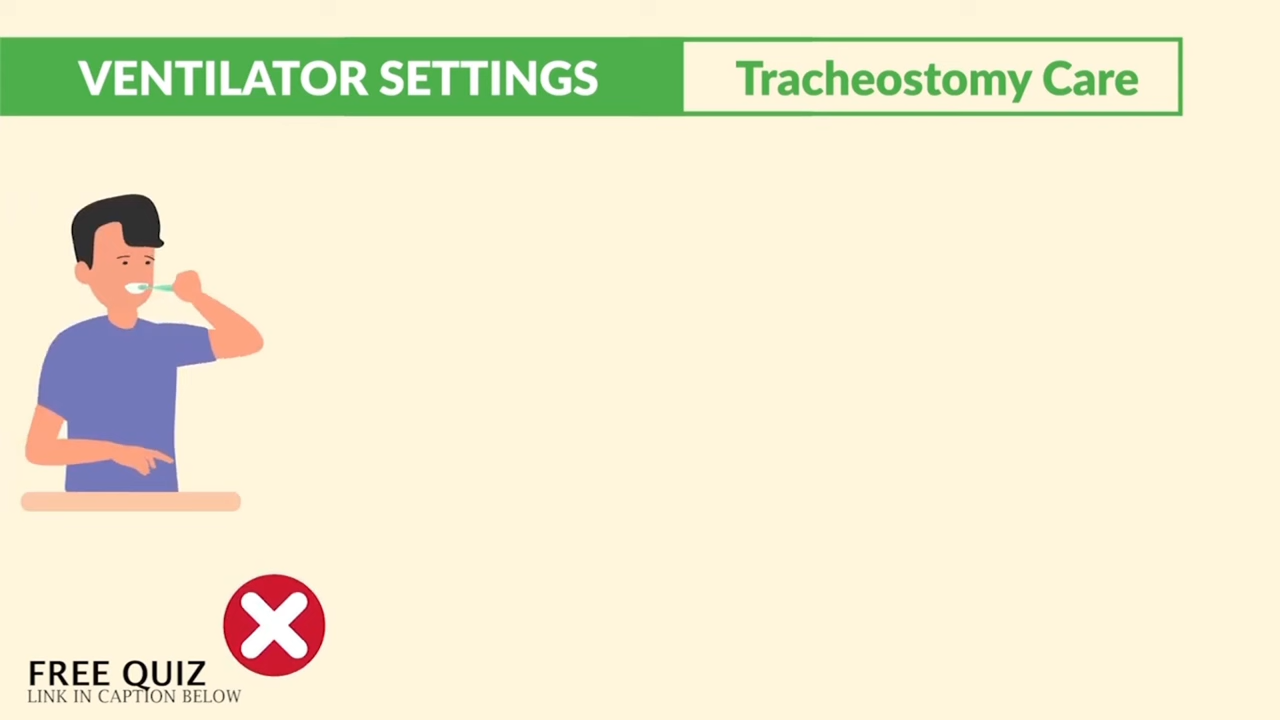 VENTILATOR SETTINGS
Tracheostomy Care
FREE QUIZ
LINK IN CAPTION BELOW